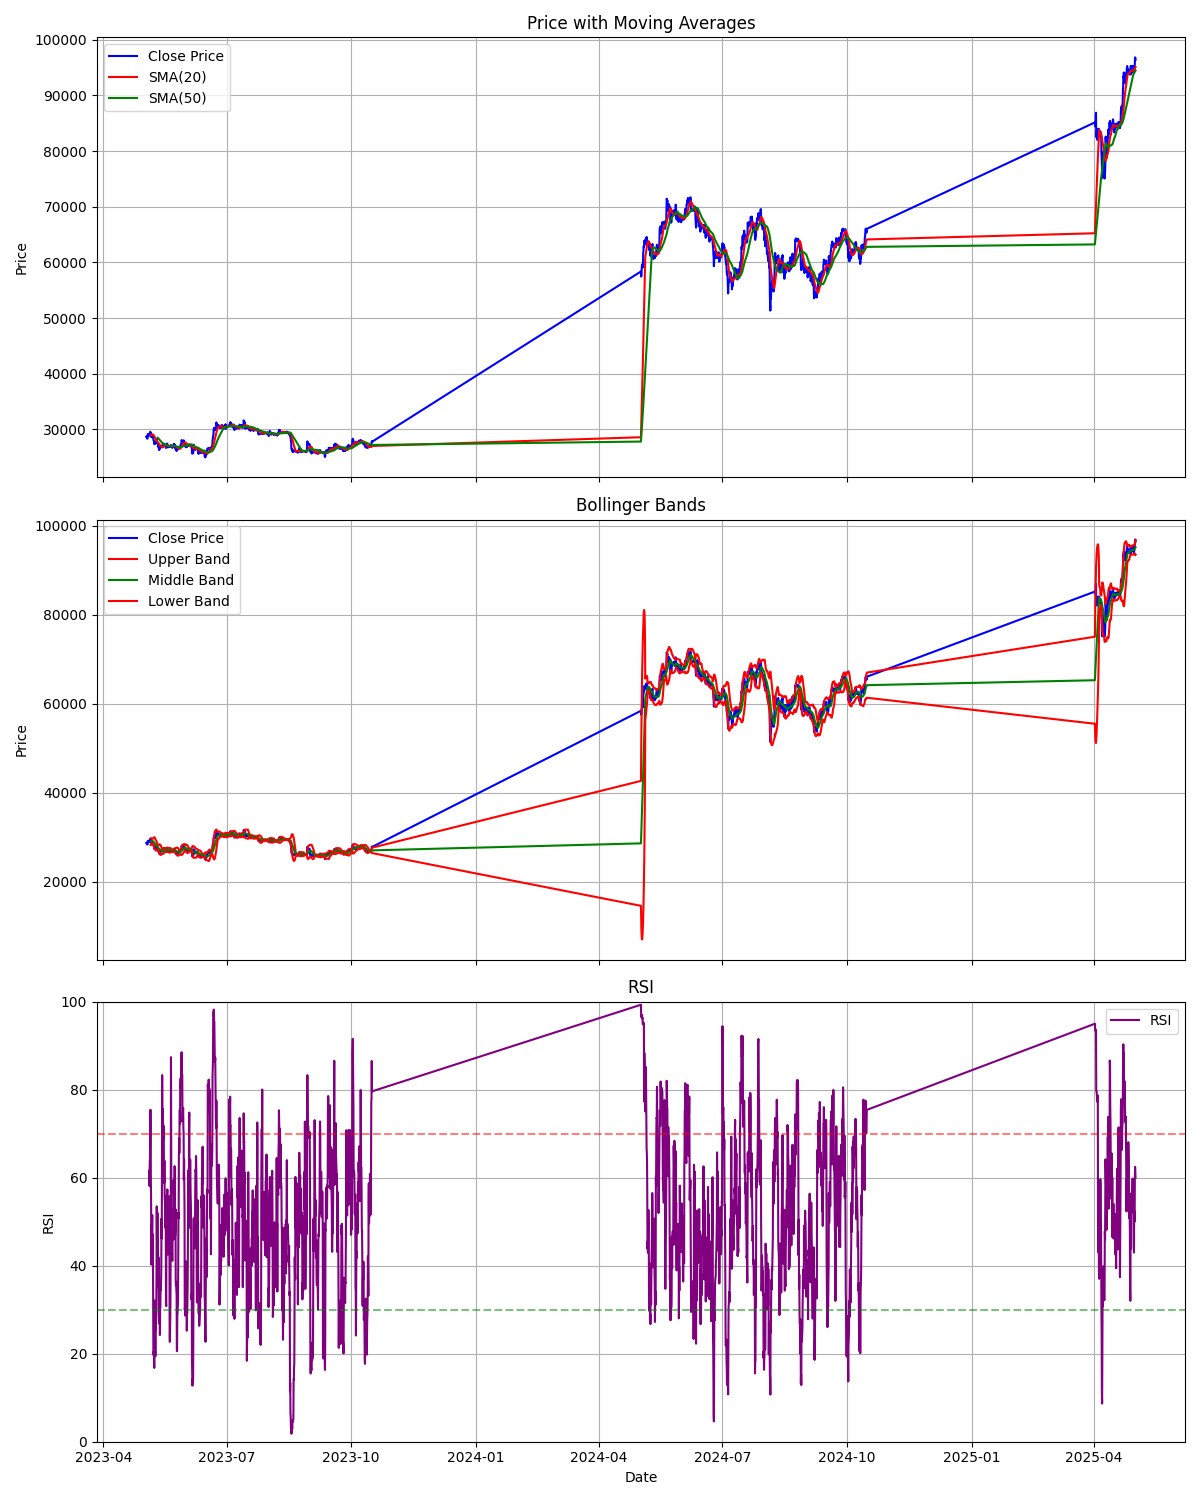 Price with Moving Averages
100000
90000
80000
70000
60000
50000
40000
30000
Price
Close Price
SMA(20)
SMA(50)
Bollinger Bands
100000
80000
60000
40000
20000
Price
Close Price
Upper Band
Middle Band
Lower Band
RSI
100
80
60
40
20
0
RSI
RSI
2023-04 2023-07 2023-10 2024-01 2024-04 2024-07 2024-10 2025-01 2025-04
Date